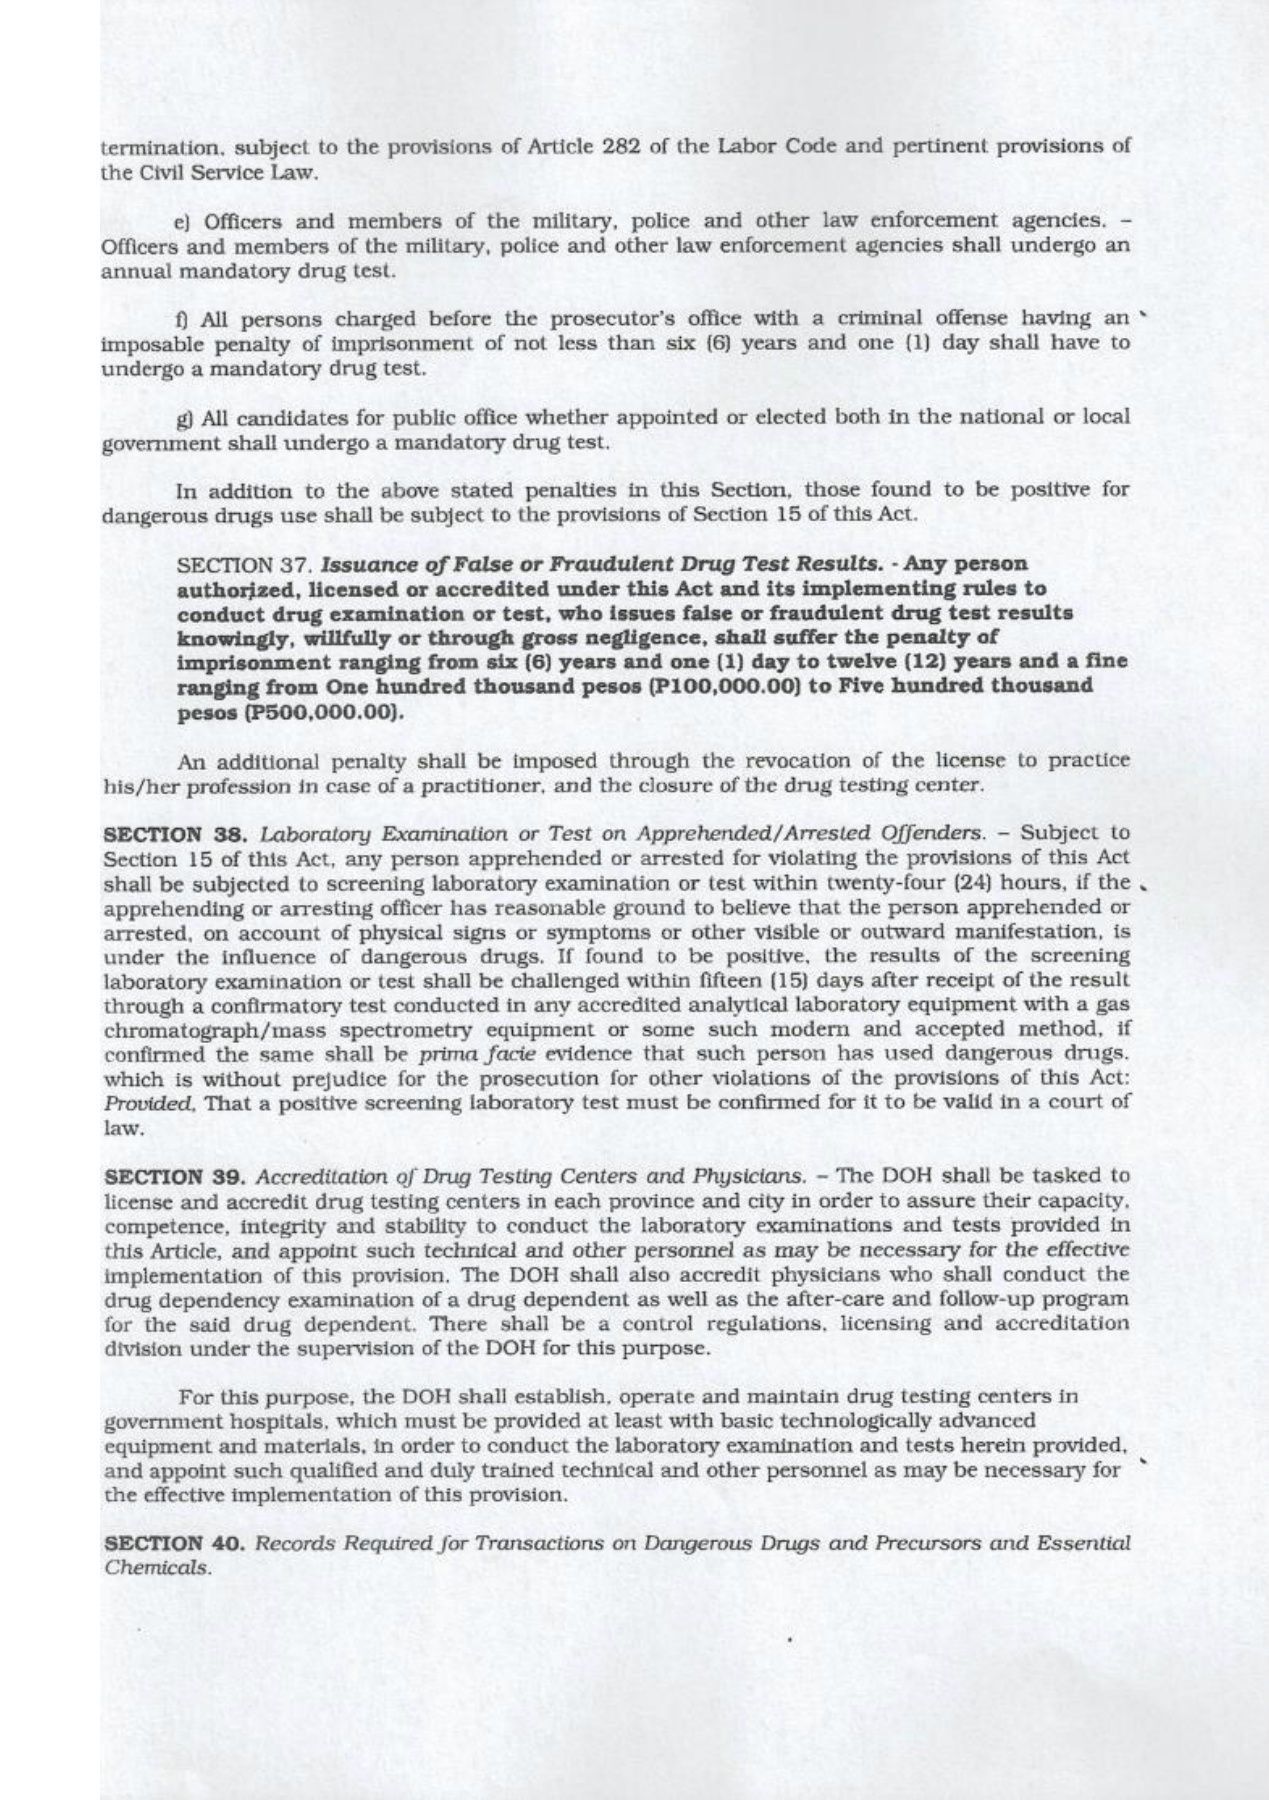 termination, subject to the provisions of Article 282 of the Labor Code and pertinent provisions of
the Civil Service Law.
e) Officers and members of the military, police and other law enforcement agencies. –
Officers and members of the military, police and other law enforcement agencies shall undergo an
annual mandatory drug test.
f) All persons charged before the prosecutor's office with a criminal offense having an
imposable penalty of imprisonment of not less than six (6) years and one (1) day shall have to
undergo a mandatory drug test.
g) All candidates for public office whether appointed or elected both in the national or local
government shall undergo a mandatory drug test.
In addition to the above stated penalties in this Section, those found to be positive for
dangerous drugs use shall be subject to the provisions of Section 15 of this Act.
SECTION 37. Issuance of False or Fraudulent Drug Test Results. - Any person
authorized, licensed or accredited under this Act and its implementing rules to
conduct drug examination or test, who issues false or fraudulent drug test results
knowingly, willfully or through gross negligence, shall suffer the penalty of
imprisonment ranging from six (6) years and one (1) day to twelve (12) years and a fine
ranging from One hundred thousand pesos (P100,000.00) to Five hundred thousand
pesos (P500,000.00).
An additional penalty shall be imposed through the revocation of the license to practice
his/her profession in case of a practitioner, and the closure of the drug testing center.
SECTION 38. Laboratory Examination or Test on Apprehended/Arrested Offenders. – Subject to
Section 15 of this Act, any person apprehended or arrested for violating the provisions of this Act
shall be subjected to screening laboratory examination or test within twenty-four (24) hours, if the
apprehending or arresting officer has reasonable ground to believe that the person apprehended or
arrested, on account of physical signs or symptoms or other visible or outward manifestation, is
under the influence of dangerous drugs. If found to be positive, the results of the screening
laboratory examination or test shall be challenged within fifteen (15) days after receipt of the result
through a confirmatory test conducted in any accredited analytical laboratory equipment with a gas
chromatograph/mass spectrometry equipment or some such modern and accepted method, if
confirmed the same shall be prima facie evidence that such person has used dangerous drugs,
which is without prejudice for the prosecution for other violations of the provisions of this Act:
Provided, That a positive screening laboratory test must be confirmed for it to be valid in a court of
law.
SECTION 39. Accreditation of Drug Testing Centers and Physicians. – The DOH shall be tasked to
license and accredit drug testing centers in each province and city in order to assure their capacity,
competence, integrity and stability to conduct the laboratory examinations and tests provided in
this Article, and appoint such technical and other personnel as may be necessary for the effective
implementation of this provision. The DOH shall also accredit physicians who shall conduct the
drug dependency examination of a drug dependent as well as the after-care and follow-up program
for the said drug dependent. There shall be a control regulations, licensing and accreditation
division under the supervision of the DOH for this purpose.
For this purpose, the DOH shall establish, operate and maintain drug testing centers in
government hospitals, which must be provided at least with basic technologically advanced
equipment and materials, in order to conduct the laboratory examination and tests herein provided,
and appoint such qualified and duly trained technical and other personnel as may be necessary for
the effective implementation of this provision.
SECTION 40. Records Required for Transactions on Dangerous Drugs and Precursors and Essential
Chemicals.